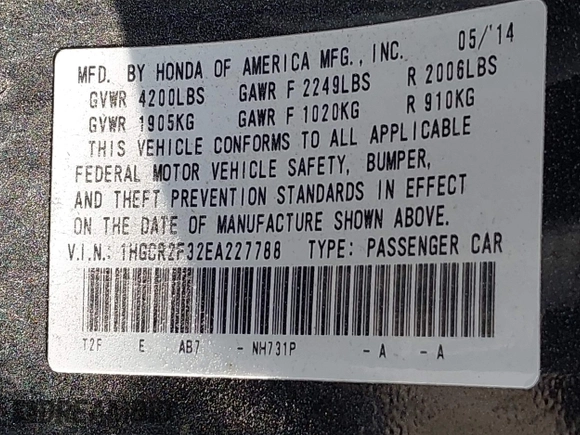 MFD. BY HONDA OF AMERICA MFG., INC. 05/'14
GVWR 4200LBS GAWR F 2249LBS R 2006LBS
GVWR 1905KG GAWR F 1020KG R 910KG
THIS VEHICLE CONFORMS TO ALL APPLICABLE
FEDERAL MOTOR VEHICLE SAFETY, BUMPER,
AND THEFT PREVENTION STANDARDS IN EFFECT
ON THE DATE OF MANUFACTURE SHOWN ABOVE.
V.I.N.: 1HGCR2F32EA227788 TYPE: PASSENGER CAR
T2F E AB7 - NH731P - A - A